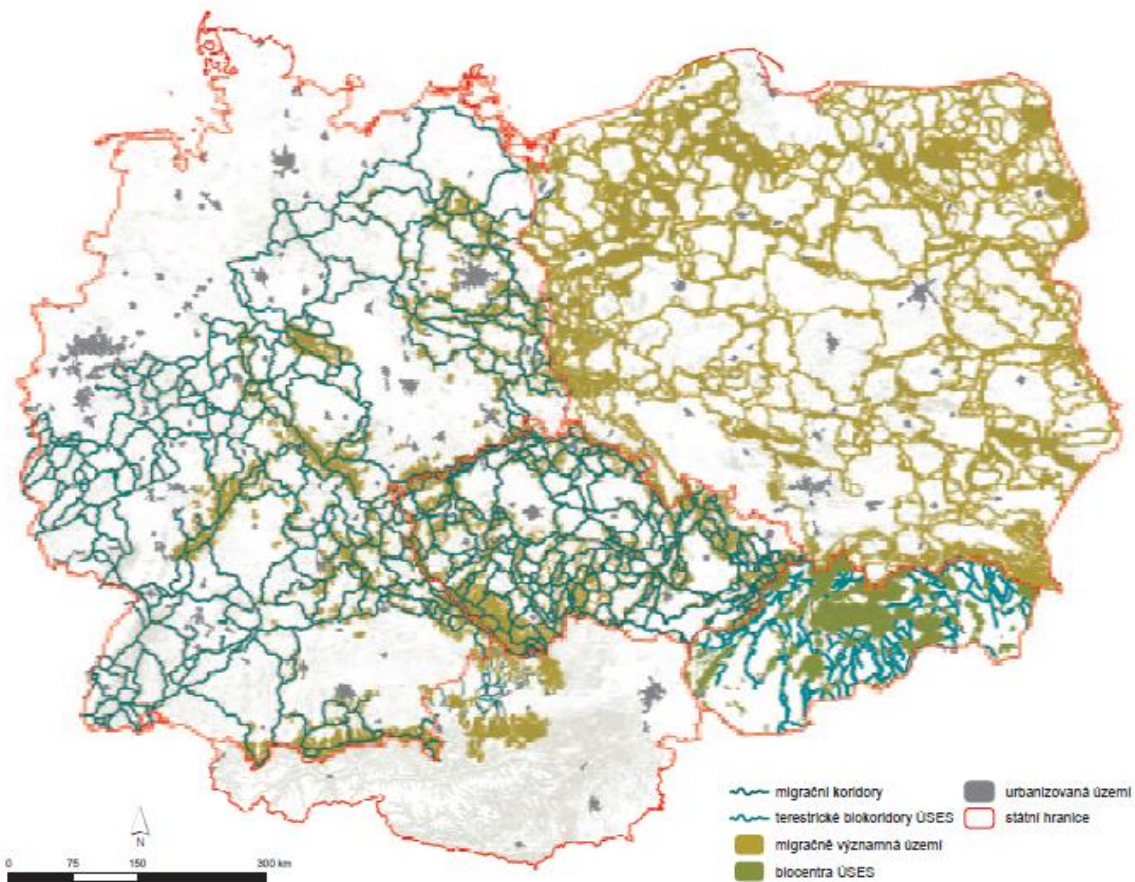 migrační koridory
terestrické biokoridory ÚSES
migračně významná území
biocentra ÚSES
urbanizovaná území
státní hranice
N
0 75 150 300 km